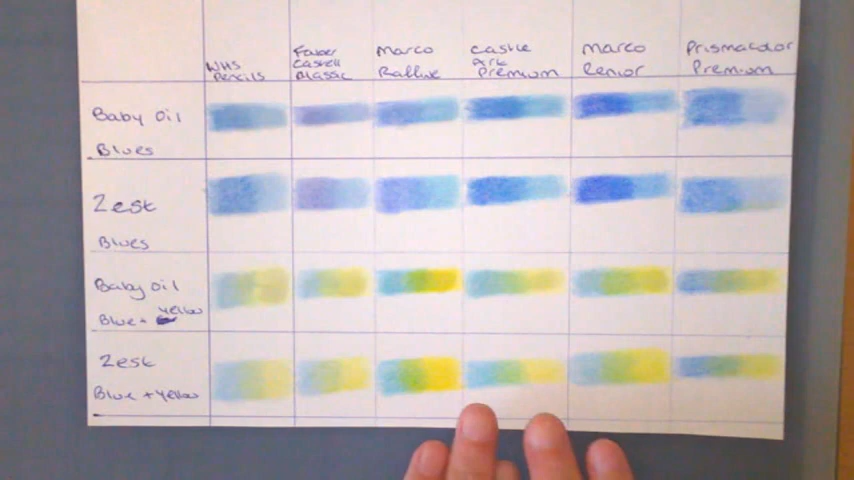 WHS Pencils
Faber Castell Classic
Marco Raffine
Castle Arts Premium
Marco Renior
Prismacolor Premium
Baby Oil
Blues
Zest
Blues
Baby Oil
Blue + Yellow
Zest
Blue + Yellow